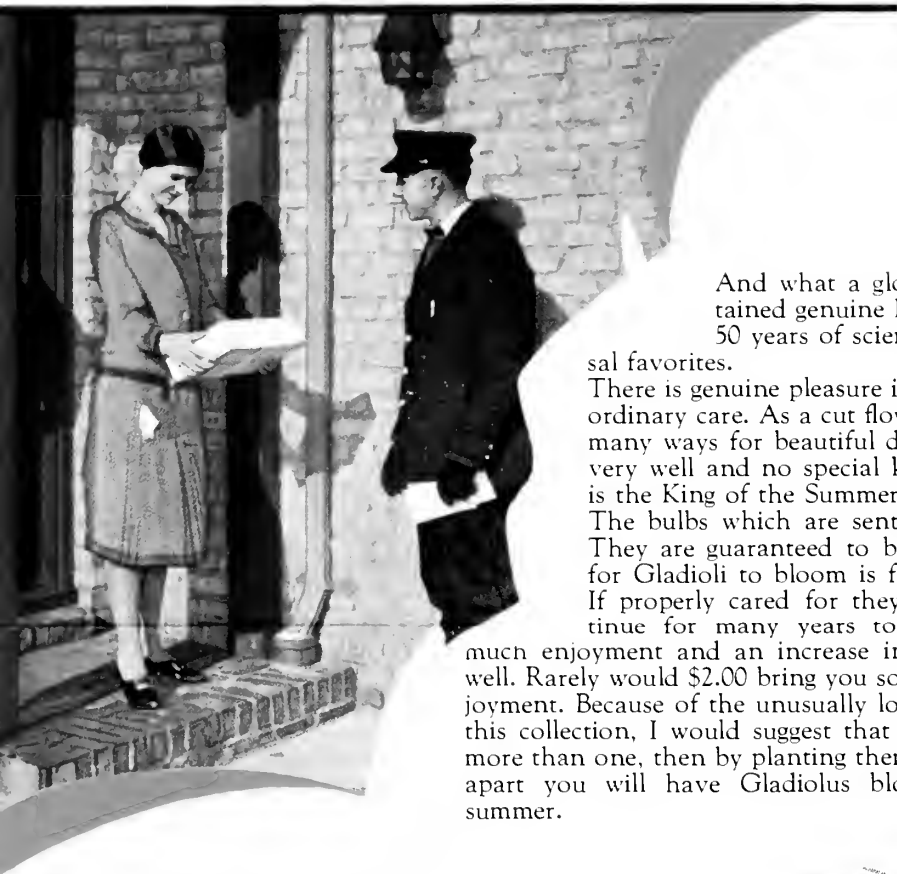 And what a glo
tained genuine
50 years of scien
sal favorites.
There is genuine pleasure i
ordinary care. As a cut flo
many ways for beautiful d
very well and no special
is the King of the Summer
The bulbs which are sent
They are guaranteed to b
for Gladioli to bloom is f
If properly cared for they
tinue for many years to
much enjoyment and an increase i
well. Rarely would $2.00 bring you so
joyment. Because of the unusually lo
this collection, I would suggest that
more than one, then by planting the
apart you will have Gladiolus blo
summer.